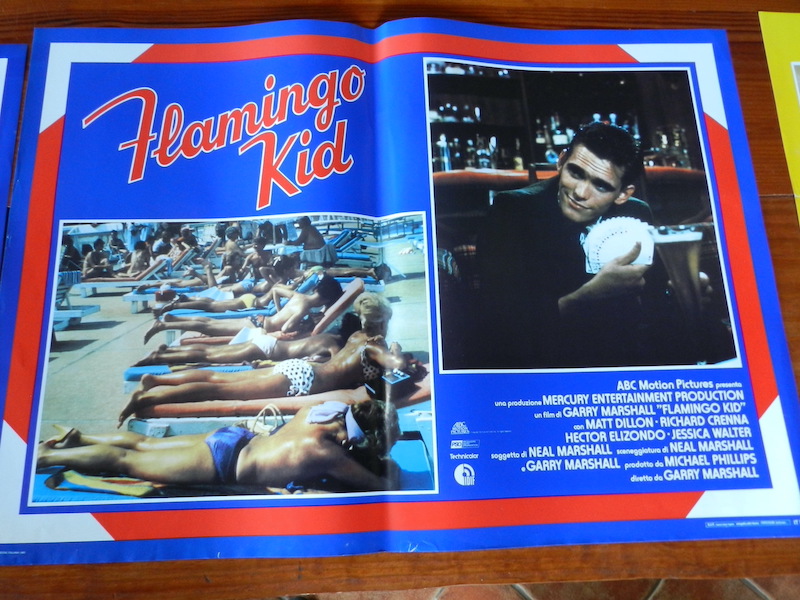 Flamingo
Kid
ABC Motion Pictures presenta
una produzione MERCURY ENTERTAINMENT PRODUCTION
un film di GARRY MARSHALL "FLAMINGO KID"
con MATT DILLON · RICHARD CRENNA
HECTOR ELIZONDO · JESSICA WALTER
soggetto di NEAL MARSHALL sceneggiatura di NEAL MARSHALL
e GARRY MARSHALL prodotto da MICHAEL PHILLIPS
diretto da GARRY MARSHALL
Technicolor